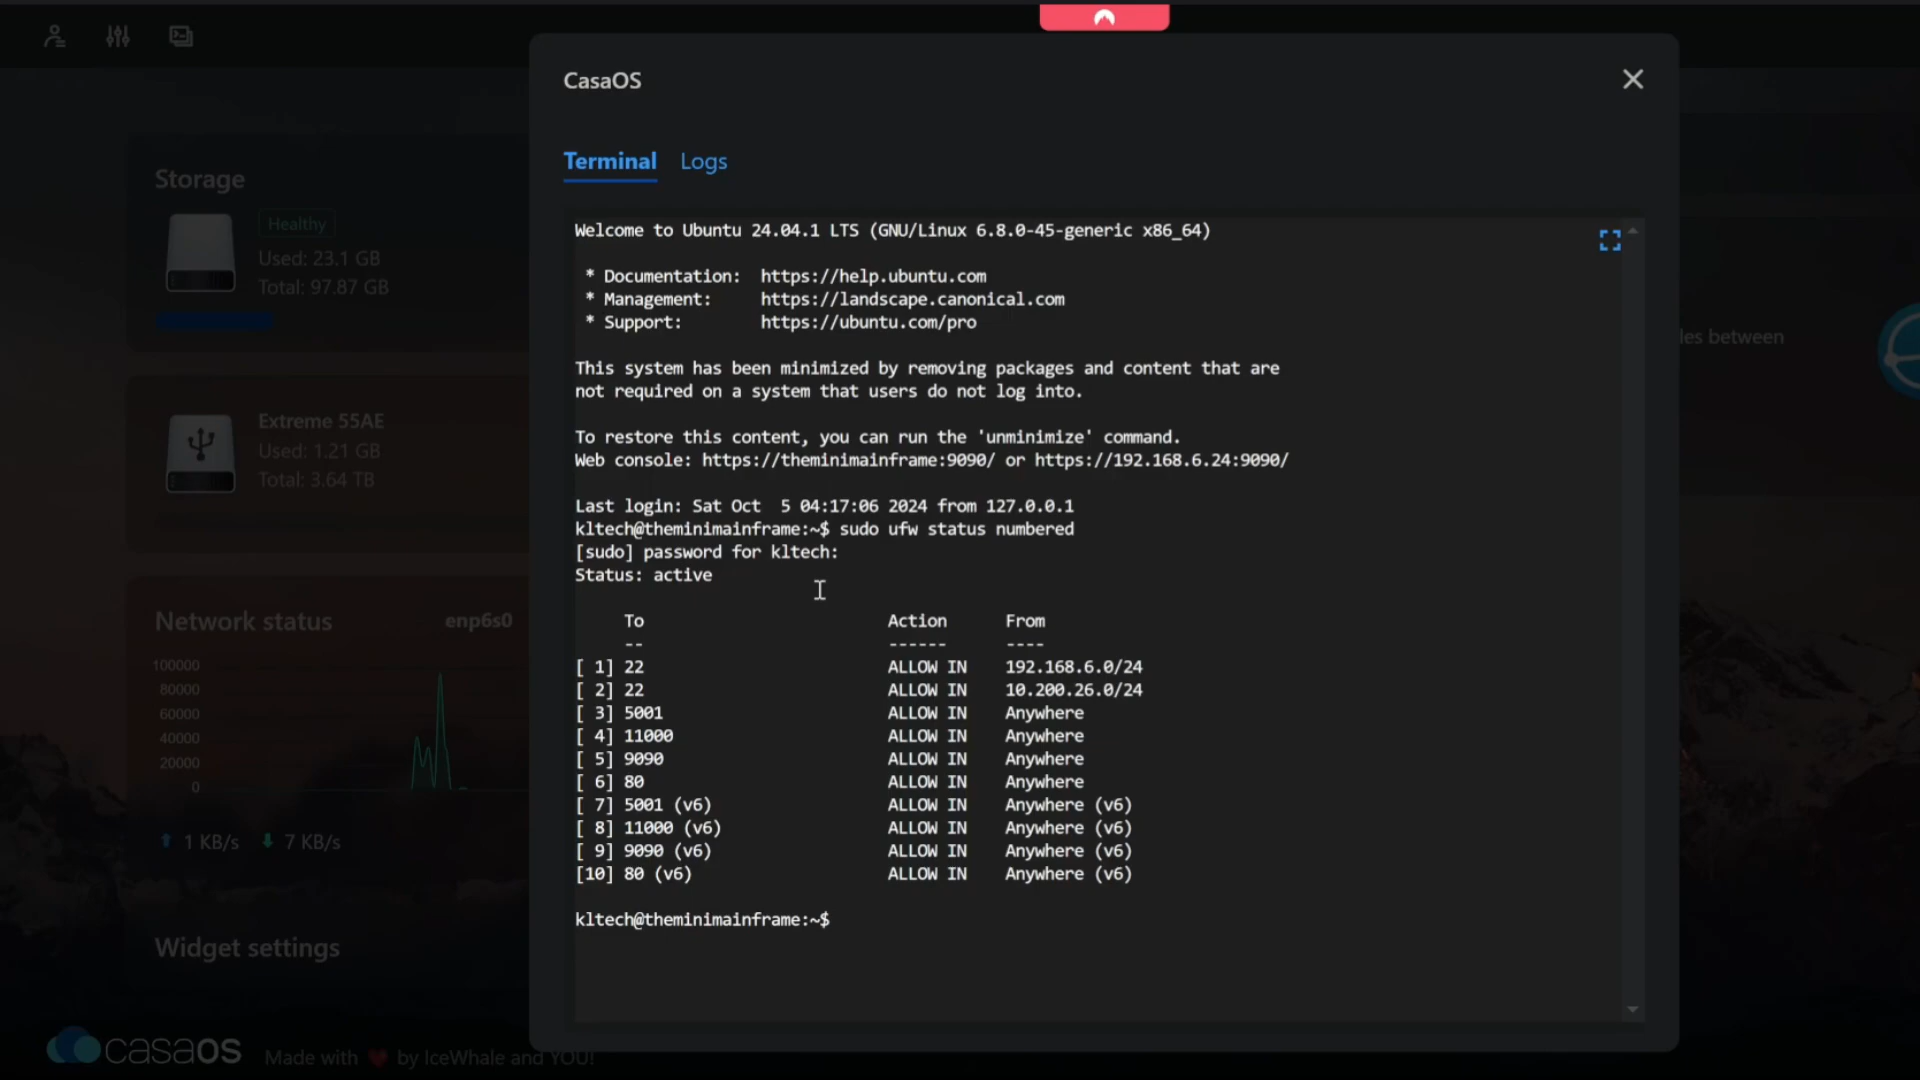 CasaOS
Terminal Logs
Storage
Healthy
Used: 23.1 GB
Total: 97.87 GB
Extreme 55AE
Used: 1.21 GB
Total: 3.64 TB
Network status enp6s0
100000
80000
60000
40000
20000
0
1 KB/s 7 KB/s
Widget settings
casaOS Made with by IceWhale and YOU!
Welcome to Ubuntu 24.04.1 LTS (GNU/Linux 6.8.0-45-generic x86_64)
* Documentation: https://help.ubuntu.com
* Management: https://landscape.canonical.com
* Support: https://ubuntu.com/pro
This system has been minimized by removing packages and content that are
not required on a system that users do not log into.
To restore this content, you can run the 'unminimize' command.
Web console: https://theminimainframe:9090/ or https://192.168.6.24:9090/
Last login: Sat Oct  5 04:17:06 2024 from 127.0.0.1
kltech@theminimainframe:~$ sudo ufw status numbered
[sudo] password for kltech:
Status: active
To Action From
-- ------ ----
[ 1] 22 ALLOW IN 192.168.6.0/24
[ 2] 22 ALLOW IN 10.200.26.0/24
[ 3] 5001 ALLOW IN Anywhere
[ 4] 11000 ALLOW IN Anywhere
[ 5] 9090 ALLOW IN Anywhere
[ 6] 80 ALLOW IN Anywhere
[ 7] 5001 (v6) ALLOW IN Anywhere (v6)
[ 8] 11000 (v6) ALLOW IN Anywhere (v6)
[ 9] 9090 (v6) ALLOW IN Anywhere (v6)
[10] 80 (v6) ALLOW IN Anywhere (v6)
kltech@theminimainframe:~$
between